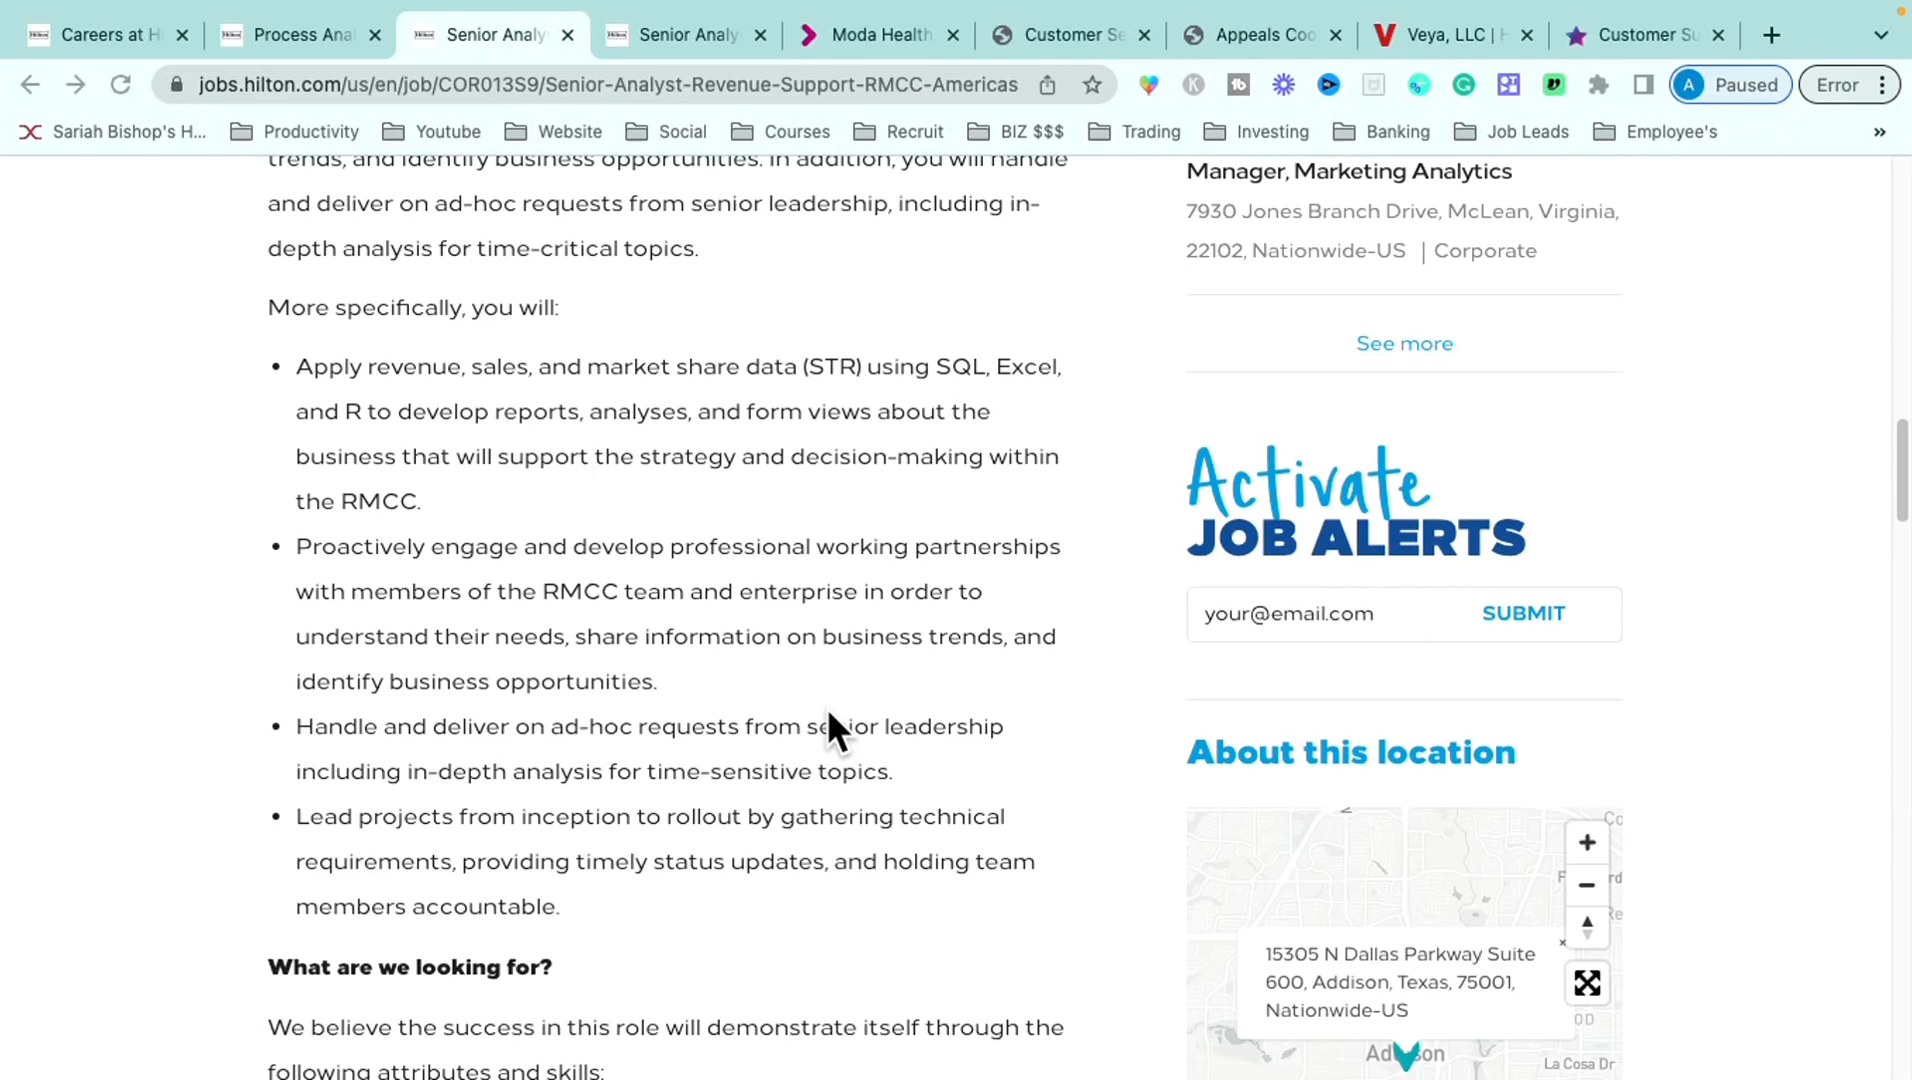 Careers at H
Process Anal
Senior Analy
Senior Analy
Moda Health
Customer Se
Appeals Coo
Veya, LLC | H
Customer Su
jobs.hilton.com/us/en/job/COR013S9/Senior-Analyst-Revenue-Support-RMCC-Americas
A Paused
Error
Sariah Bishop's H...
Productivity
Youtube
Website
Social
Courses
Recruit
BIZ $$$
Trading
Investing
Banking
Job Leads
Employee's
»
trends, and identify business opportunities. In addition, you will handle
and deliver on ad-hoc requests from senior leadership, including in-
depth analysis for time-critical topics.
More specifically, you will:
• Apply revenue, sales, and market share data (STR) using SQL, Excel,
and R to develop reports, analyses, and form views about the
business that will support the strategy and decision-making within
the RMCC.
• Proactively engage and develop professional working partnerships
with members of the RMCC team and enterprise in order to
understand their needs, share information on business trends, and
identify business opportunities.
• Handle and deliver on ad-hoc requests from senior leadership
including in-depth analysis for time-sensitive topics.
• Lead projects from inception to rollout by gathering technical
requirements, providing timely status updates, and holding team
members accountable.
What are we looking for?
We believe the success in this role will demonstrate itself through the
following attributes and skills:
Manager, Marketing Analytics
7930 Jones Branch Drive, McLean, Virginia,
22102, Nationwide-US | Corporate
See more
Activate
JOB ALERTS
your@email.com SUBMIT
About this location
15305 N Dallas Parkway Suite
600, Addison, Texas, 75001,
Nationwide-US
La Cosa Dr